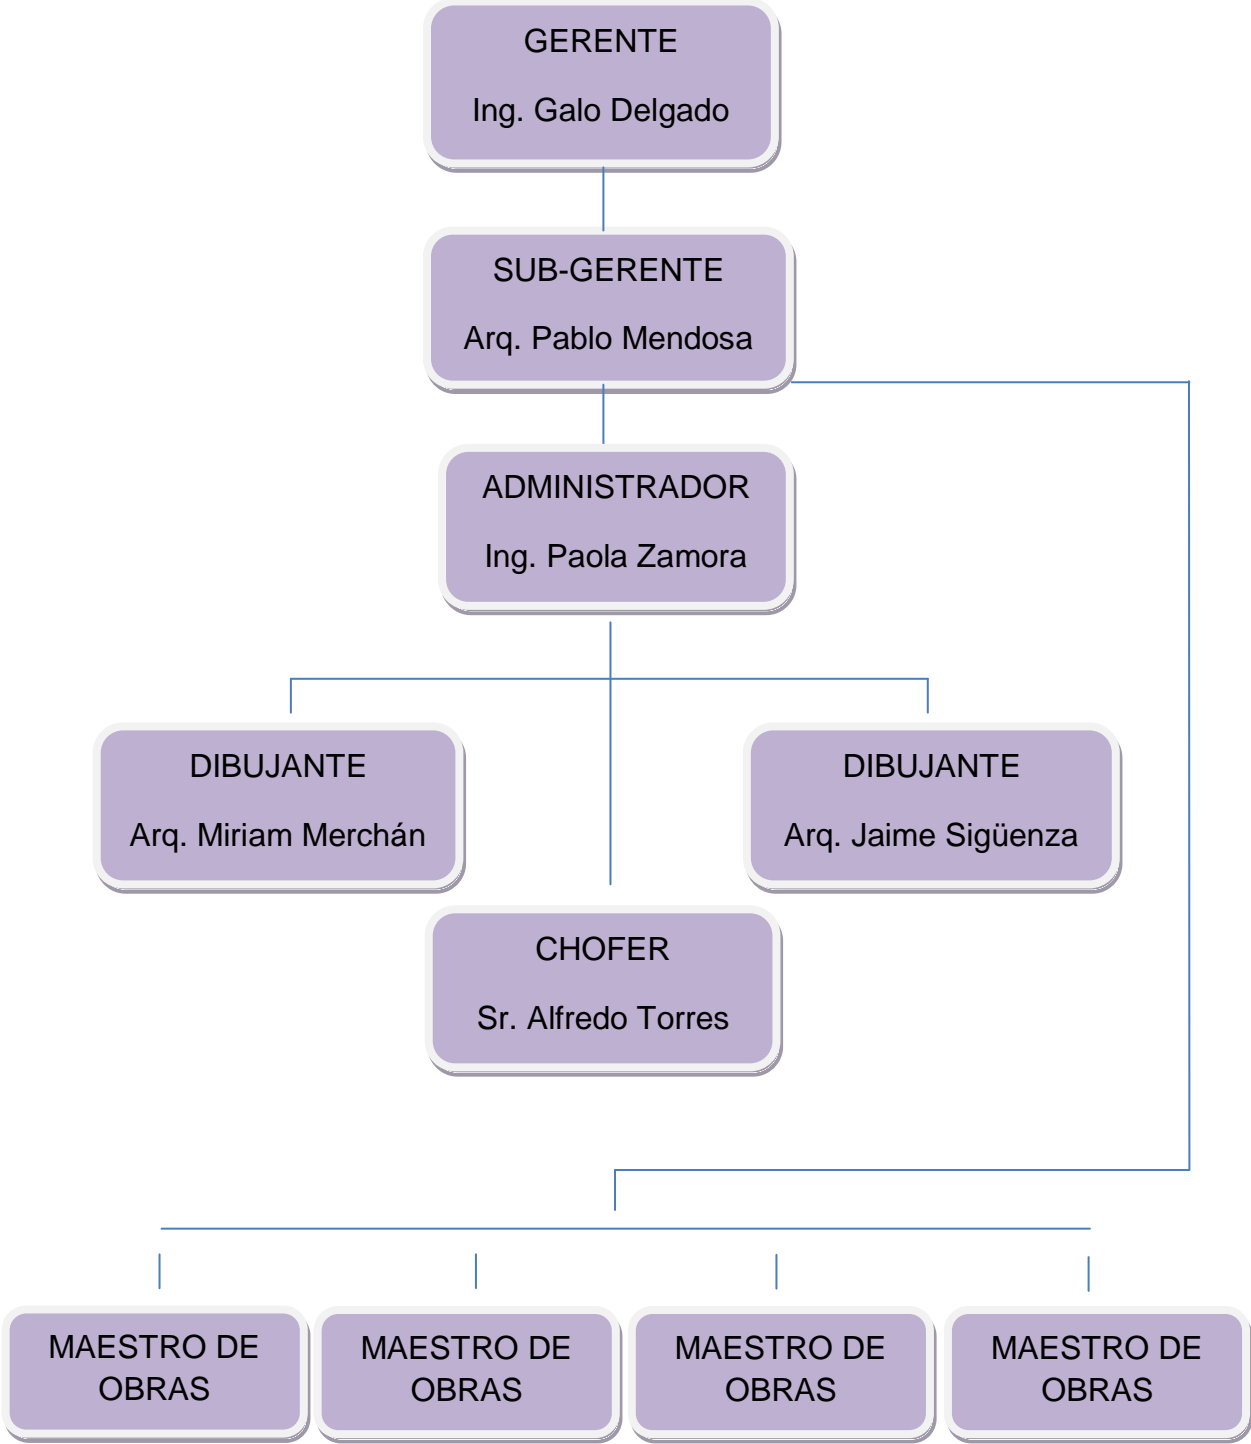 GERENTE
Ing. Galo Delgado
SUB-GERENTE
Arq. Pablo Mendosa
ADMINISTRADOR
Ing. Paola Zamora
DIBUJANTE
Arq. Miriam Merchán
DIBUJANTE
Arq. Jaime Sigüenza
CHOFER
Sr. Alfredo Torres
MAESTRO DE
OBRAS
MAESTRO DE
OBRAS
MAESTRO DE
OBRAS
MAESTRO DE
OBRAS